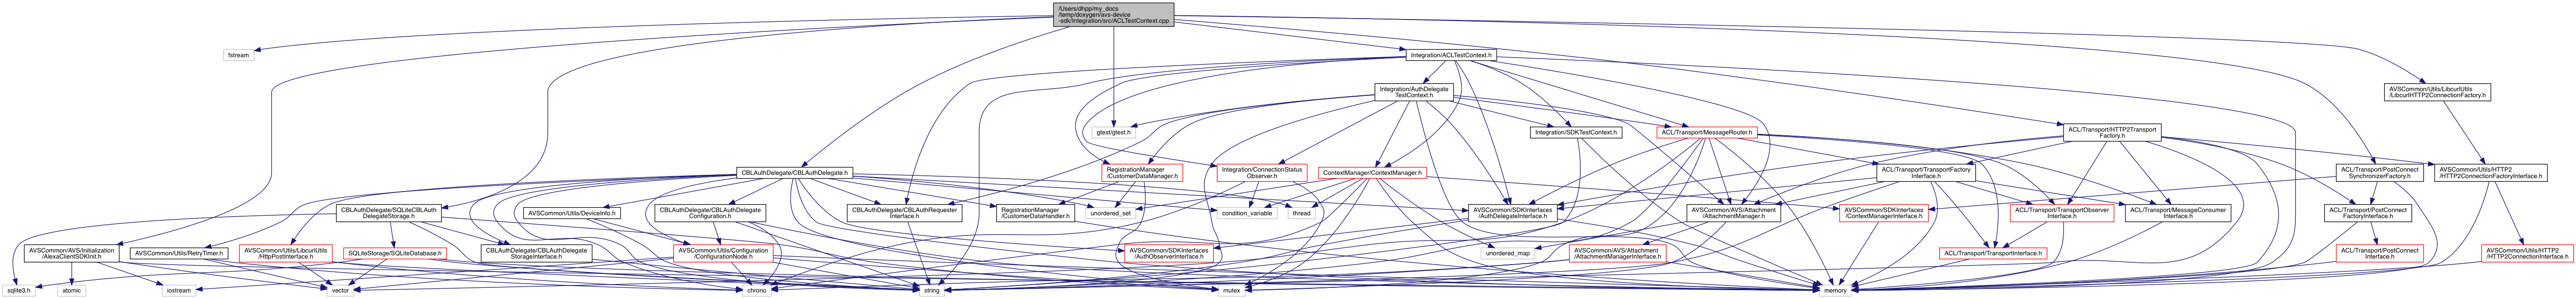 /Users/dhpp/my_docs
/temp/doxygen/avs-device
-sdk/Integration/src/ACLTestContext.cpp
fstream
Integration/ACLTestContext.h
Integration/AuthDelegate
TestContext.h
AVSCommon/Utils/LibcurlUtils
/LibcurlHTTP2ConnectionFactory.h
gtest/gtest.h
Integration/SDKTestContext.h
ACL/Transport/MessageRouter.h
ACL/Transport/HTTP2Transport
Factory.h
CBLAuthDelegate/CBLAuthDelegate.h
RegistrationManager
/CustomerDataManager.h
Integration/ConnectionStatus
Observer.h
ContextManager/ContextManager.h
ACL/Transport/TransportFactory
Interface.h
ACL/Transport/PostConnect
SynchronizerFactory.h
AVSCommon/Utils/HTTP2
/HTTP2ConnectionFactoryInterface.h
CBLAuthDelegate/SQLiteCBLAuth
DelegateStorage.h
AVSCommon/Utils/DeviceInfo.h
CBLAuthDelegate/CBLAuthDelegate
Configuration.h
CBLAuthDelegate/CBLAuthRequester
Interface.h
RegistrationManager
/CustomerDataHandler.h
unordered_set
condition_variable
thread
AVSCommon/SDKInterfaces
/AuthDelegateInterface.h
AVSCommon/AVS/Attachment
/AttachmentManager.h
AVSCommon/SDKInterfaces
/ContextManagerInterface.h
ACL/Transport/TransportObserver
Interface.h
ACL/Transport/MessageConsumer
Interface.h
ACL/Transport/PostConnect
FactoryInterface.h
AVSCommon/AVS/Initialization
/AlexaClientSDKInit.h
AVSCommon/Utils/RetryTimer.h
AVSCommon/Utils/LibcurlUtils
/HttpPostInterface.h
SQLiteStorage/SQLiteDatabase.h
CBLAuthDelegate/CBLAuthDelegate
StorageInterface.h
AVSCommon/Utils/Configuration
/ConfigurationNode.h
AVSCommon/SDKInterfaces
/AuthObserverInterface.h
unordered_map
AVSCommon/AVS/Attachment
/AttachmentManagerInterface.h
ACL/Transport/TransportInterface.h
ACL/Transport/PostConnect
Interface.h
AVSCommon/Utils/HTTP2
/HTTP2ConnectionInterface.h
sqlite3.h
atomic
iostream
vector
chrono
string
mutex
memory